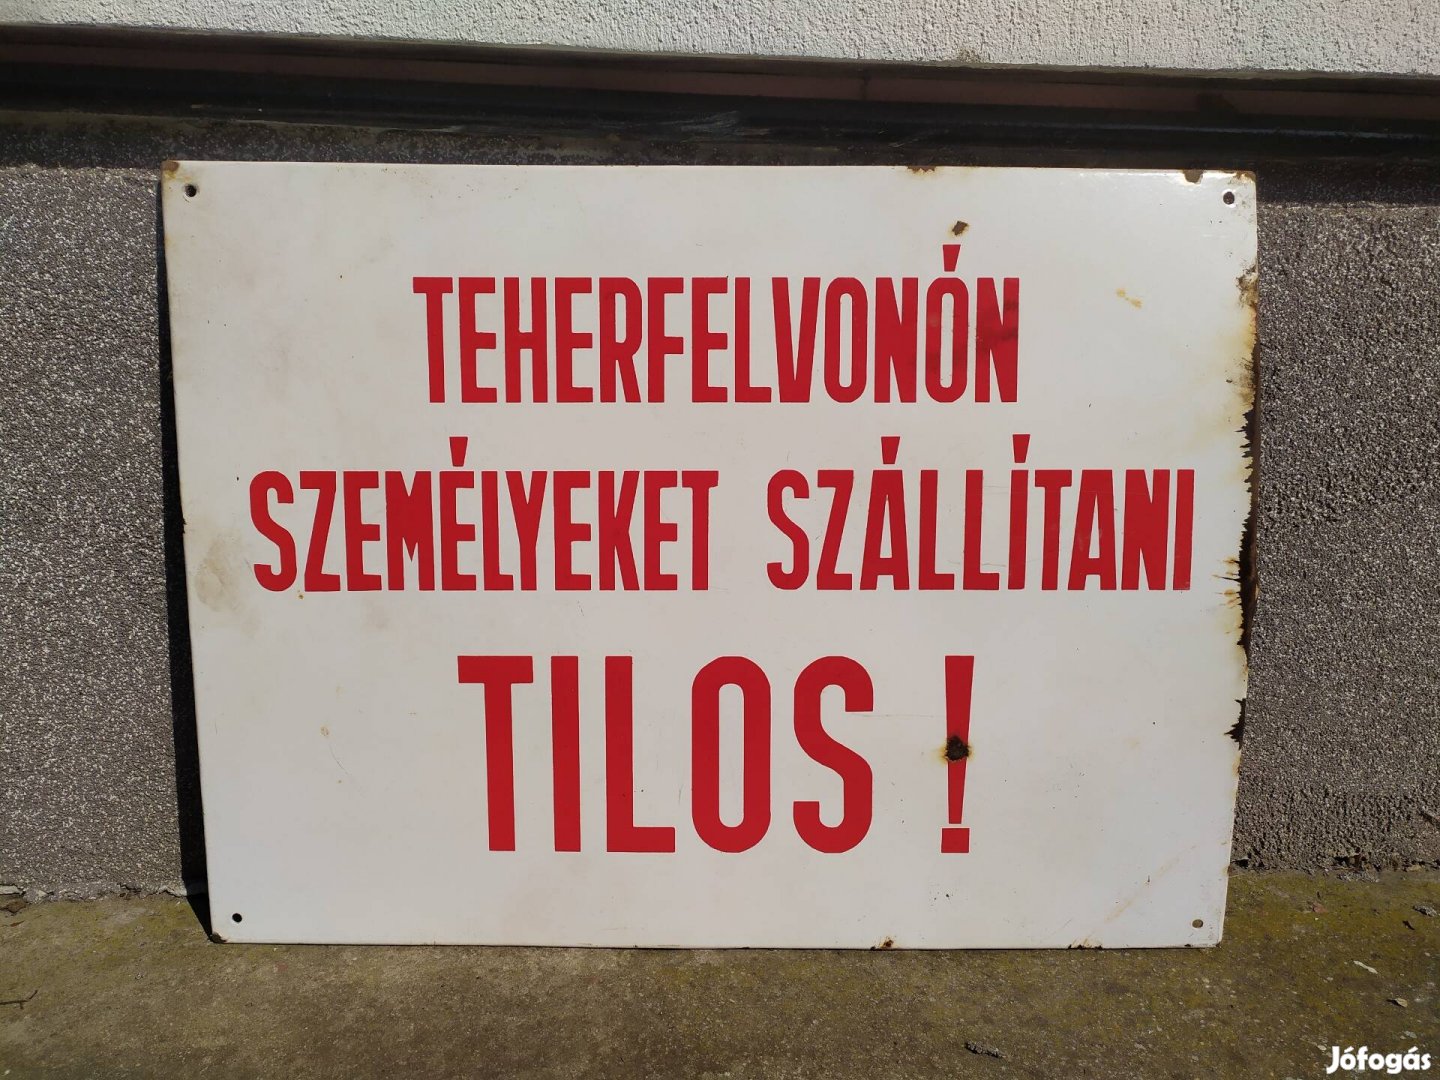 TEHERFELVONÓN
SZEMÉLYEKET SZÁLLÍTANI
TILOS !
Jófogás